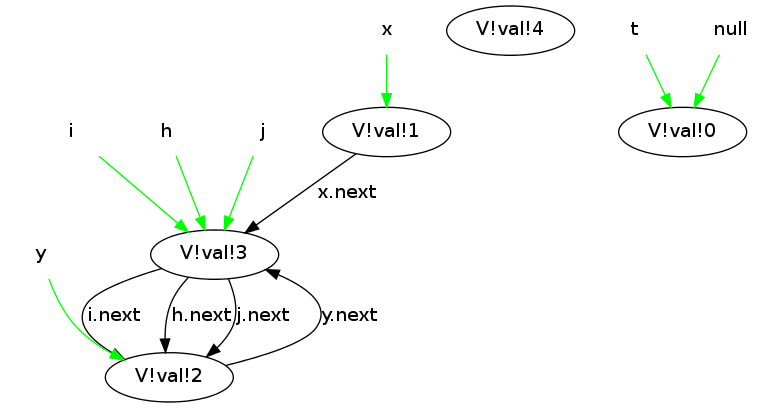 x
V!val!4
t
null
i
h
j
V!val!1
V!val!0
x.next
y
V!val!3
i.next
h.next
j.next
y.next
V!val!2